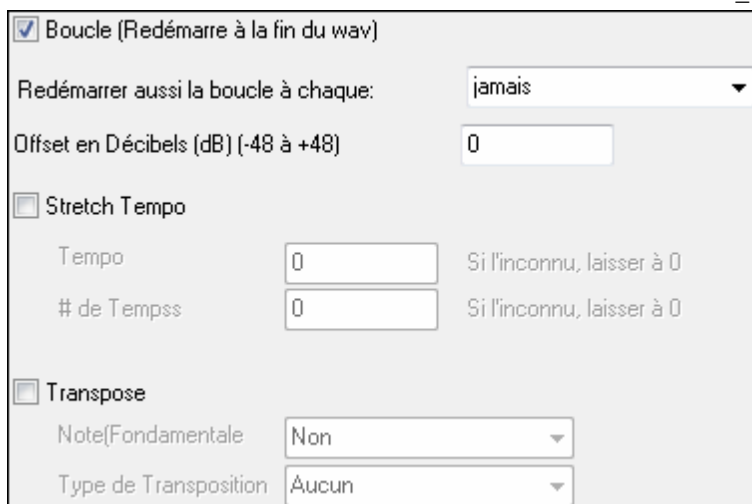 Boucle (Redémarre à la fin du wav)
Redémarrer aussi la boucle à chaque: jamais
Offset en Décibels (dB) (-48 à +48) 0
Stretch Tempo
Tempo 0 Si l'inconnu, laisser à 0
# de Tempss 0 Si l'inconnu, laisser à 0
Transpose
Note(Fondamentale Non
Type de Transposition Aucun